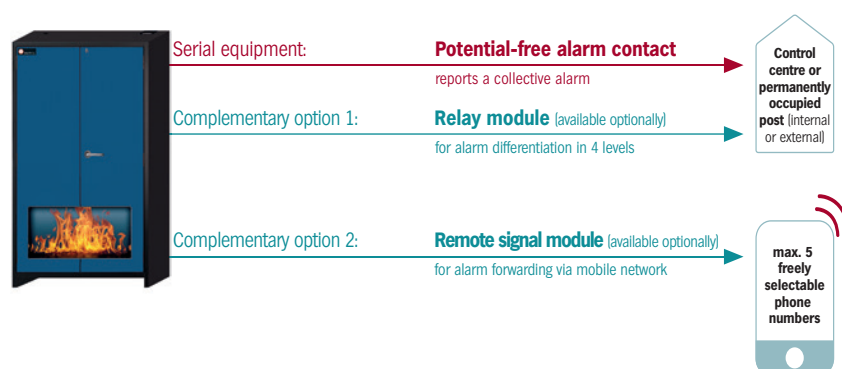 Serial equipment: Potential-free alarm contact
reports a collective alarm
Complementary option 1: Relay module (available optionally)
for alarm differentiation in 4 levels
Control
centre or
permanently
occupied
post (internal
or external)
Complementary option 2: Remote signal module (available optionally)
for alarm forwarding via mobile network
max. 5
freely
selectable
phone
numbers